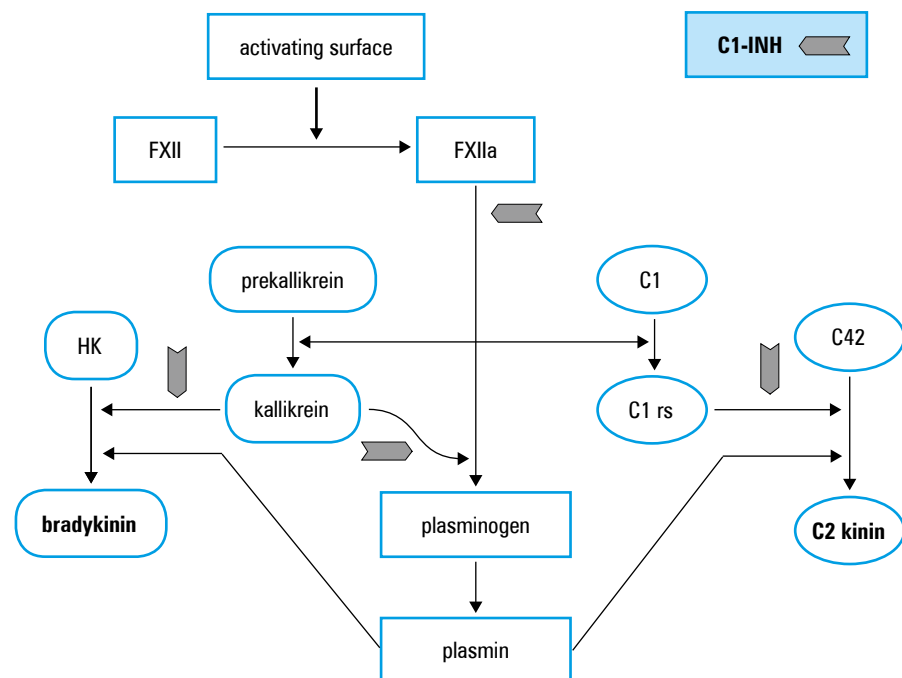 activating surface
C1-INH
FXII
FXIIa
prekallikrein
C1
HK
C42
kallikrein
C1 rs
bradykinin
plasminogen
C2 kinin
plasmin